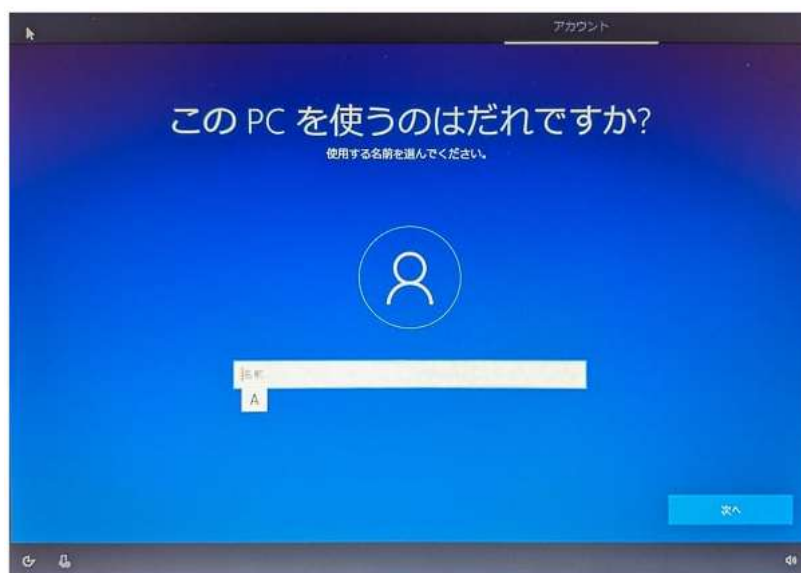 アカウント
この PC を使うのはだれですか?
使用する名前を選んでください。
名前
A
次へ